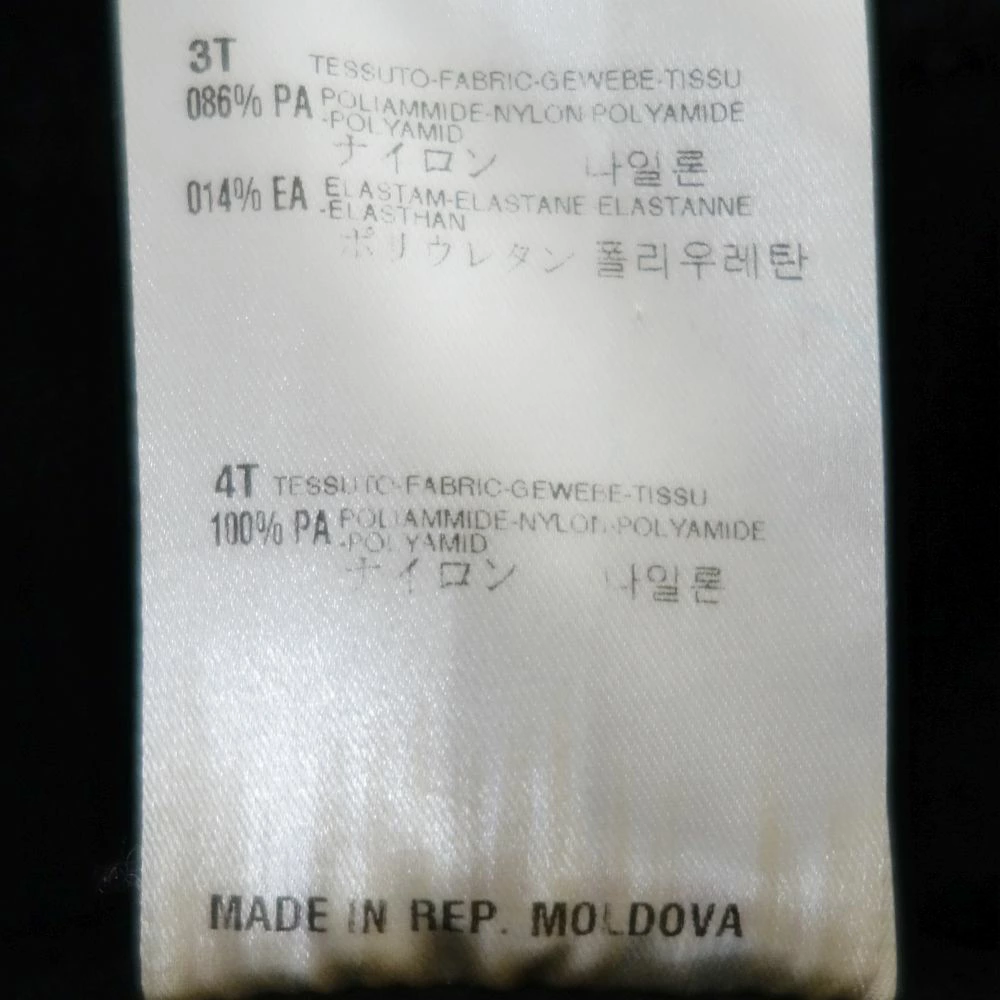 3T TESSUTO-FABRIC-GEWEBE-TISSU
086% PA POLIAMMIDE-NYLON POLYAMIDE
-POLYAMID
ナイロン 나일론
014% EA ELASTAM-ELASTANE ELASTANNE
-ELASTHAN
ポリウレタン 폴리우레탄
4T TESSUTO-FABRIC-GEWEBE-TISSU
100% PA POLIAMMIDE-NYLON-POLYAMIDE
-POLYAMID
ナイロン 나일론
MADE IN REP. MOLDOVA